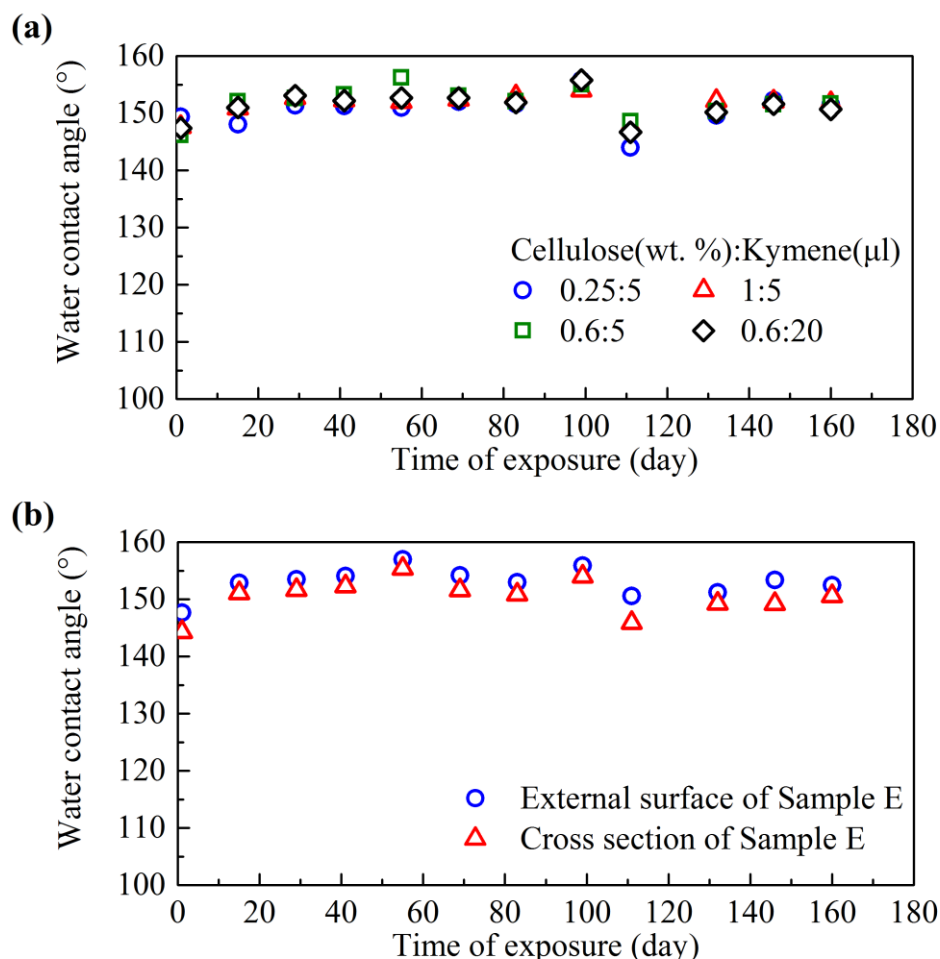 (a)
160
150
140
130
120
110
100
Water contact angle (°)
Cellulose(wt. %):Kymene(μl)
0.25:5 1:5
0.6:5 0.6:20
0 20 40 60 80 100 120 140 160 180
Time of exposure (day)
(b)
160
150
140
130
120
110
100
Water contact angle (°)
External surface of Sample E
Cross section of Sample E
0 20 40 60 80 100 120 140 160 180
Time of exposure (day)